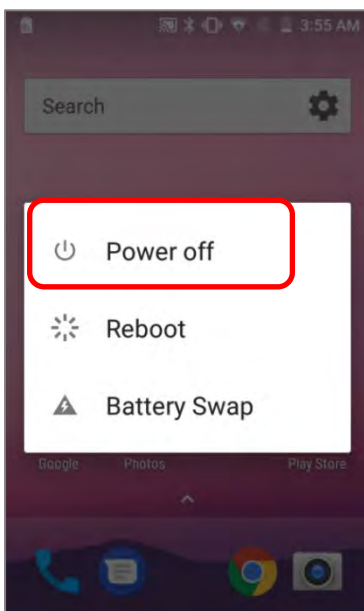 3:55 AM
Search
Power off
Reboot
Battery Swap
Google Photos Play Store